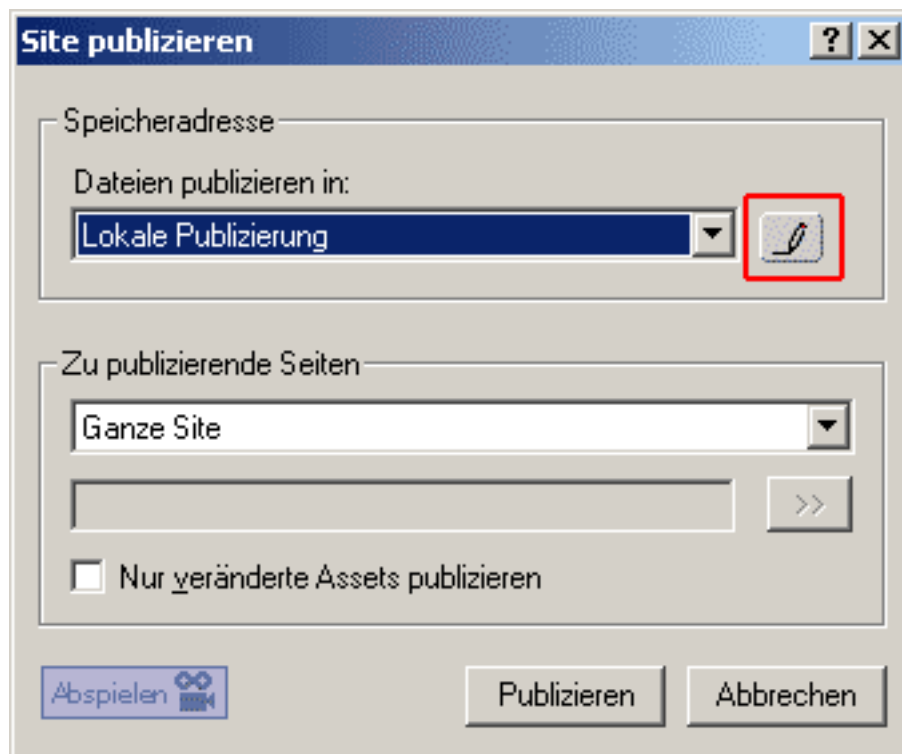 Site publizieren
Speicheradresse
Dateien publizieren in:
Lokale Publizierung
Zu publizierende Seiten
Ganze Site
>>
Nur veränderte Assets publizieren
Abspielen
Publizieren
Abbrechen